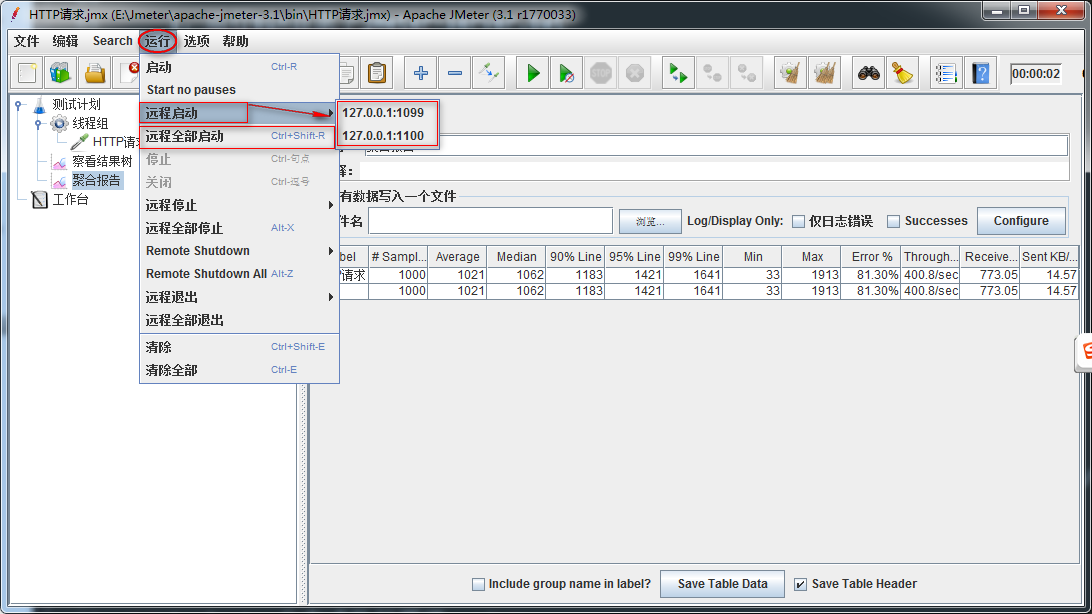 HTTP请求.jmx (E:\Jmeter\apache-jmeter-3.1\bin\HTTP请求.jmx) - Apache JMeter (3.1 r1770033)
文件 编辑 Search 运行 选项 帮助
00:00:02
启动 Ctrl-R
Start no pauses
远程启动
127.0.0.1:1099
127.0.0.1:1100
远程全部启动 Ctrl+Shift-R
停止 Ctrl-句点
关闭 Ctrl-逗号
远程停止
远程全部停止 Alt-X
Remote Shutdown
Remote Shutdown All Alt-Z
远程退出
远程全部退出
清除 Ctrl+Shift-E
清除全部 Ctrl-E
测试计划
线程组
HTTP请求
察看结果树
聚合报告
工作台
聚合报告
释：
有数据写入一个文件
件名 浏览... Log/Display Only: 仅日志错误 Successes Configure
bel # Sampl... Average Median 90% Line 95% Line 99% Line Min Max Error % Through... Receive... Sent KB/...
P请求 1000 1021 1062 1183 1421 1641 33 1913 81.30% 400.8/sec 773.05 14.57
1000 1021 1062 1183 1421 1641 33 1913 81.30% 400.8/sec 773.05 14.57
Include group name in label? Save Table Data Save Table Header